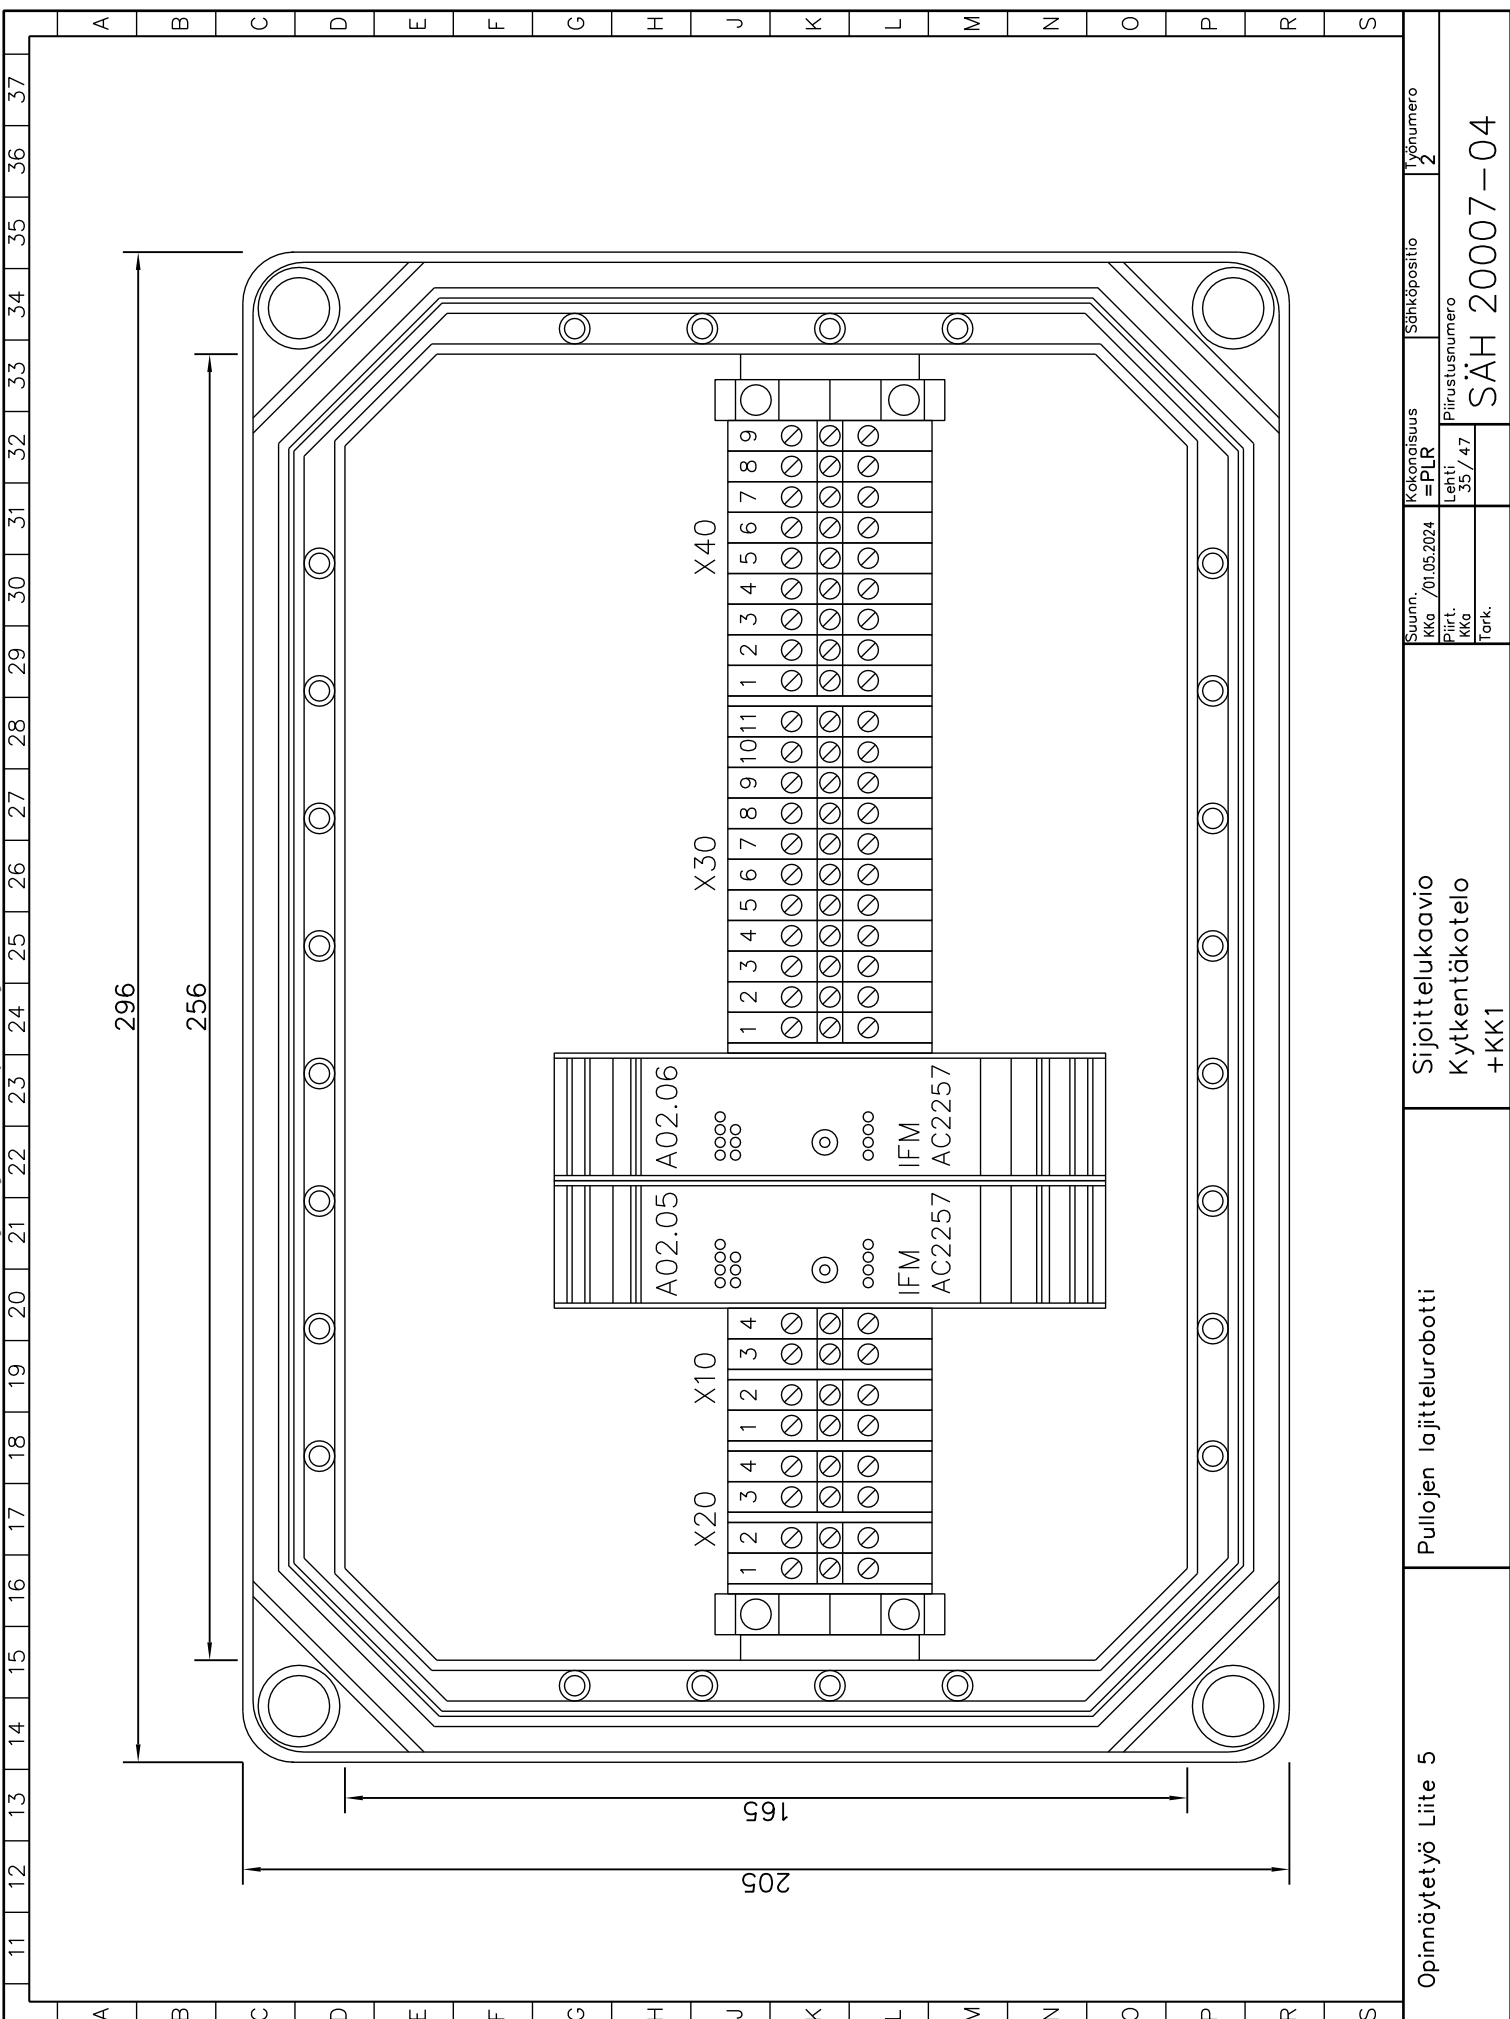 11 12 13 14 15 16 17 18 19 20 21 22 23 24 25 26 27 28 29 30 31 32 33 34 35 36 37
A A
B B
C C
D D
E E
F F
G G
H H
J J
K K
L L
M M
N N
O O
P P
R R
S S
296
256
165
205
X20
X10
X30
X40
1 2 3 4
1 2 3 4
1 2 3 4 5 6 7 8 9 10 11
1 2 3 4 5 6 7 8 9
A02.05
IFM
AC2257
A02.06
IFM
AC2257
Opinnäytetyö Liite 5
Pullojen lajittelurobotti
Sijoittelukaavio
Kytkentäkotelo
+KK1
Suunn.
KKa /01.05.2024
Piirt.
KKa
Tark.
Kokonaisuus
=PLR
Lehti
35/47
Sähköpositio
Työnumero
2
Piirustusnumero
SÄH 20007-04